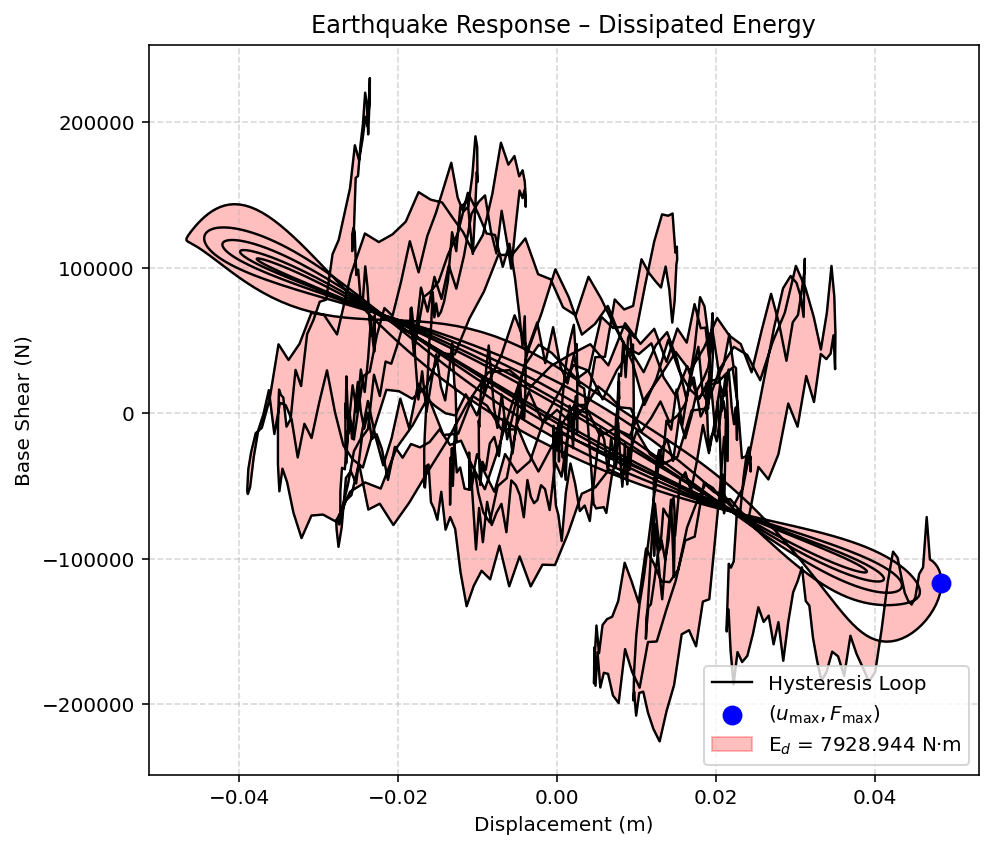 Earthquake Response – Dissipated Energy
Base Shear (N)
200000
100000
0
−100000
−200000
−0.04
−0.02
0.00
0.02
0.04
Displacement (m)
Hysteresis Loop
(u_max, F_max)
E_d = 7928.944 N·m